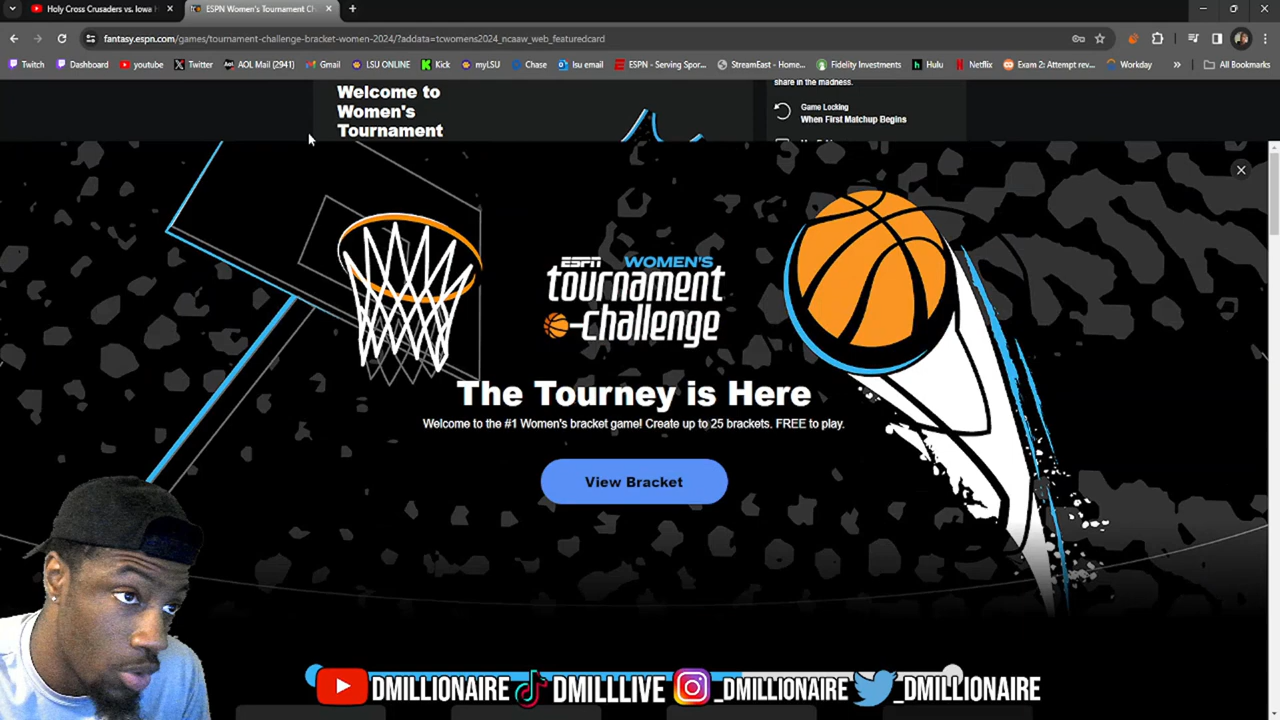 Holy Cross Crusaders vs. Iowa H
ESPN Women's Tournament Ch
fantasy.espn.com/games/tournament-challenge-bracket-women-2024/?addata=tcwomens2024_ncaaw_web_featuredcard
Twitch Dashboard youtube Twitter AOL Mail (2941) Gmail LSU ONLINE Kick myLSU Chase lsu email ESPN - Serving Spor... StreamEast - Home... Fidelity Investments Hulu Netflix Exam 2: Attempt rev... Workday » All Bookmarks
share in the madness.
Welcome to
Women's
Tournament
Game Locking
When First Matchup Begins
ESPN WOMEN'S
tournament
challenge
The Tourney is Here
Welcome to the #1 Women's bracket game! Create up to 25 brackets. FREE to play.
View Bracket
DMILLIONAIRE DMILLLIVE _DMILLIONAIRE _DMILLIONAIRE